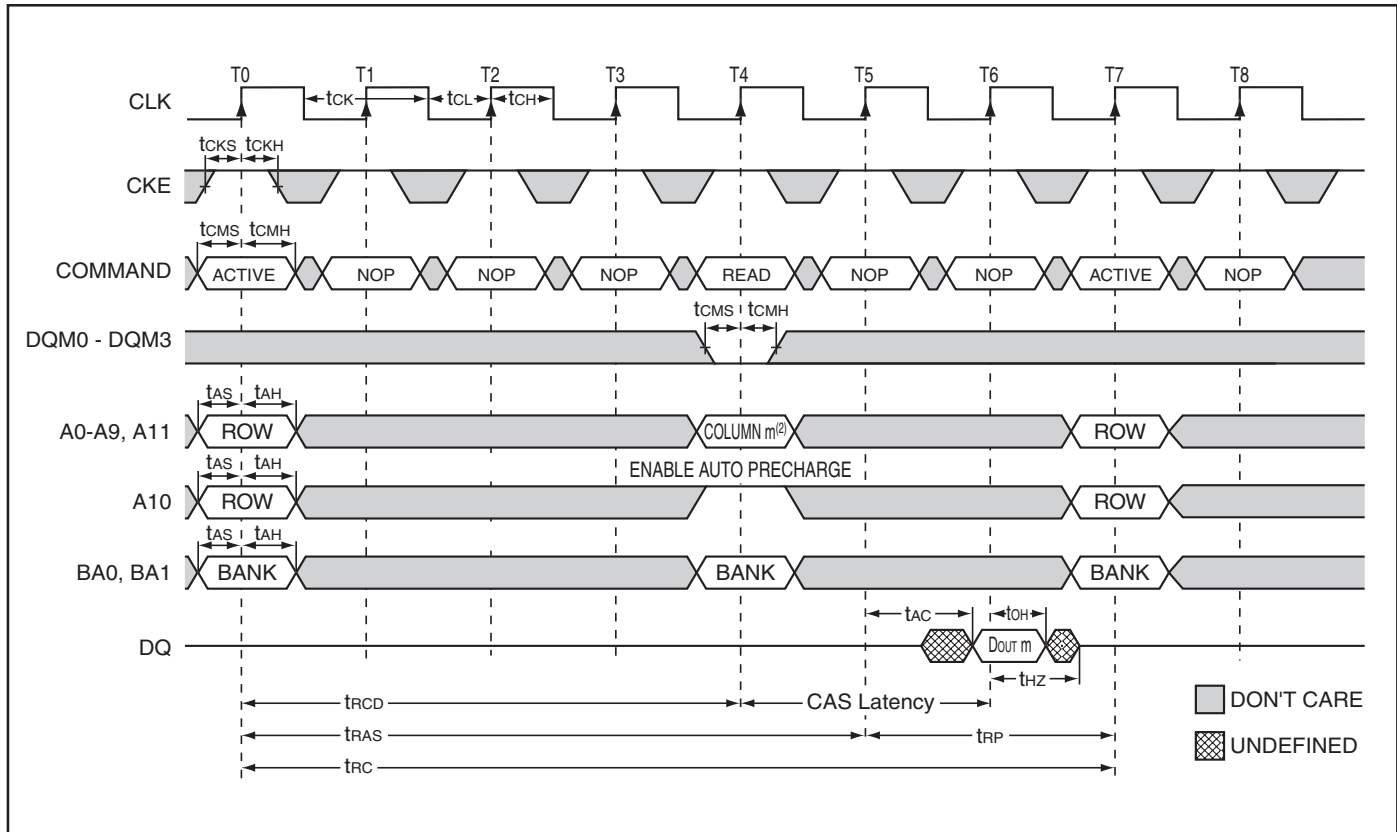 T0 T1 T2 T3 T4 T5 T6 T7 T8
CLK tCK tCL tCH
tCKS tCKH
CKE
tCMS tCMH
COMMAND ACTIVE NOP NOP NOP READ NOP NOP ACTIVE NOP
tCMS tCMH
DQM0 - DQM3
tAS tAH
A0-A9, A11 ROW COLUMN m(2) ROW
tAS tAH ENABLE AUTO PRECHARGE
A10 ROW ROW
tAS tAH
BA0, BA1 BANK BANK BANK
tAC tOH
DQ DOUT m
tHZ
tRCD CAS Latency DON'T CARE
tRAS tRP UNDEFINED
tRC